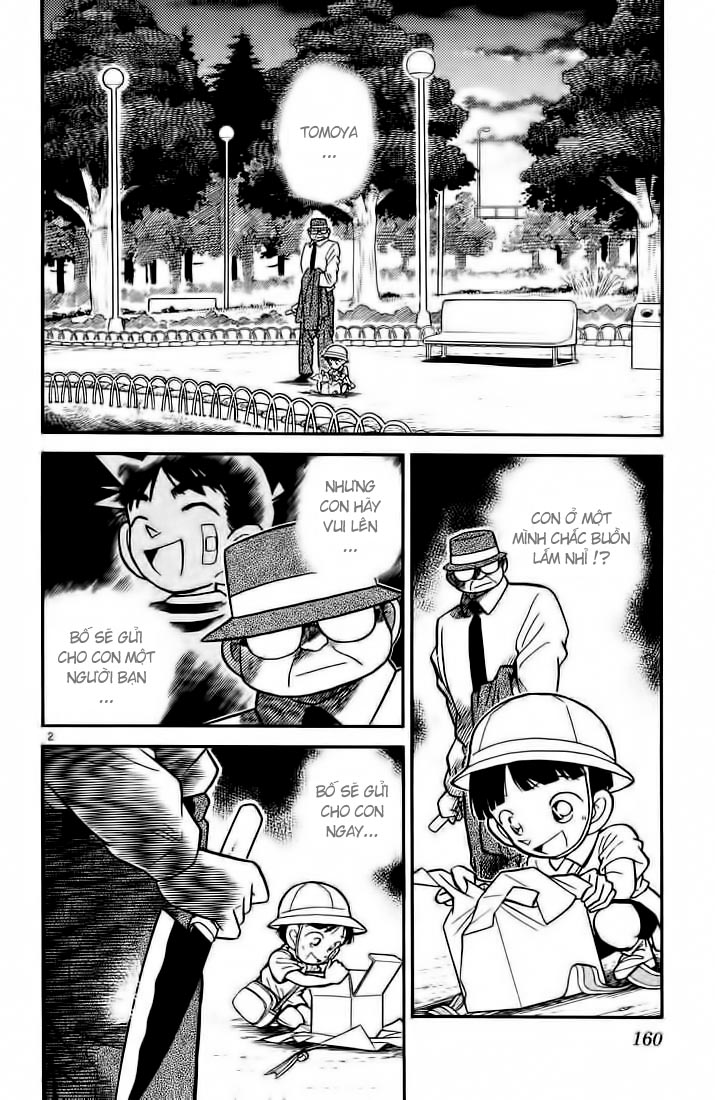 TOMOYA
...
CON Ở MỘT
MÌNH CHẮC BUỒN
LẮM NHỈ !?
NHƯNG
CON HÃY
VUI LÊN
...
BỐ SẼ GỬI
CHO CON MỘT
NGƯỜI BẠN
...
2
BỐ SẼ GỬI
CHO CON
NGAY...
160